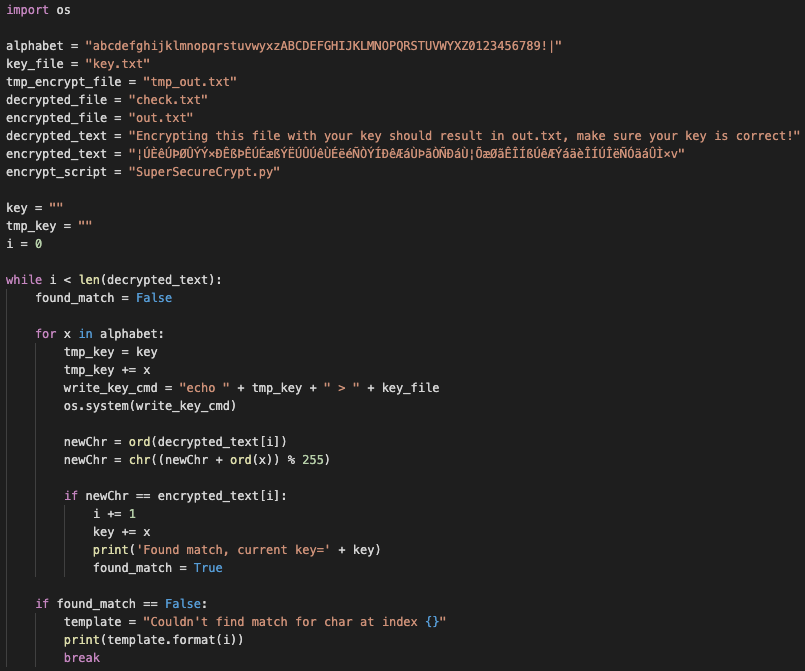 import os
alphabet = "abcdefghijklmnopqrstuvwyxzABCDEFGHIJKLMNOPQRSTUVWYXZ0123456789!|"
key_file = "key.txt"
tmp_encrypt_file = "tmp_out.txt"
decrypted_file = "check.txt"
encrypted_file = "out.txt"
decrypted_text = "Encrypting this file with your key should result in out.txt, make sure your key is correct!"
encrypted_text = "¦ÚÈêÚÞØÛÝÝ×ÐÊßÞÊÚÉæßÝËÚÛÚêÙÉëéÑÒÝÍÐêÆáÙÞãÒÑÐáÙ¦ÕæØãÊÎÍßÚêÆÝáäèÎÍÚÎëÑÓäáÛÌ×v"
encrypt_script = "SuperSecureCrypt.py"
key = ""
tmp_key = ""
i = 0
while i < len(decrypted_text):
found_match = False
for x in alphabet:
tmp_key = key
tmp_key += x
write_key_cmd = "echo " + tmp_key + " > " + key_file
os.system(write_key_cmd)
newChr = ord(decrypted_text[i])
newChr = chr((newChr + ord(x)) % 255)
if newChr == encrypted_text[i]:
i += 1
key += x
print('Found match, current key=' + key)
found_match = True
if found_match == False:
template = "Couldn't find match for char at index {}"
print(template.format(i))
break